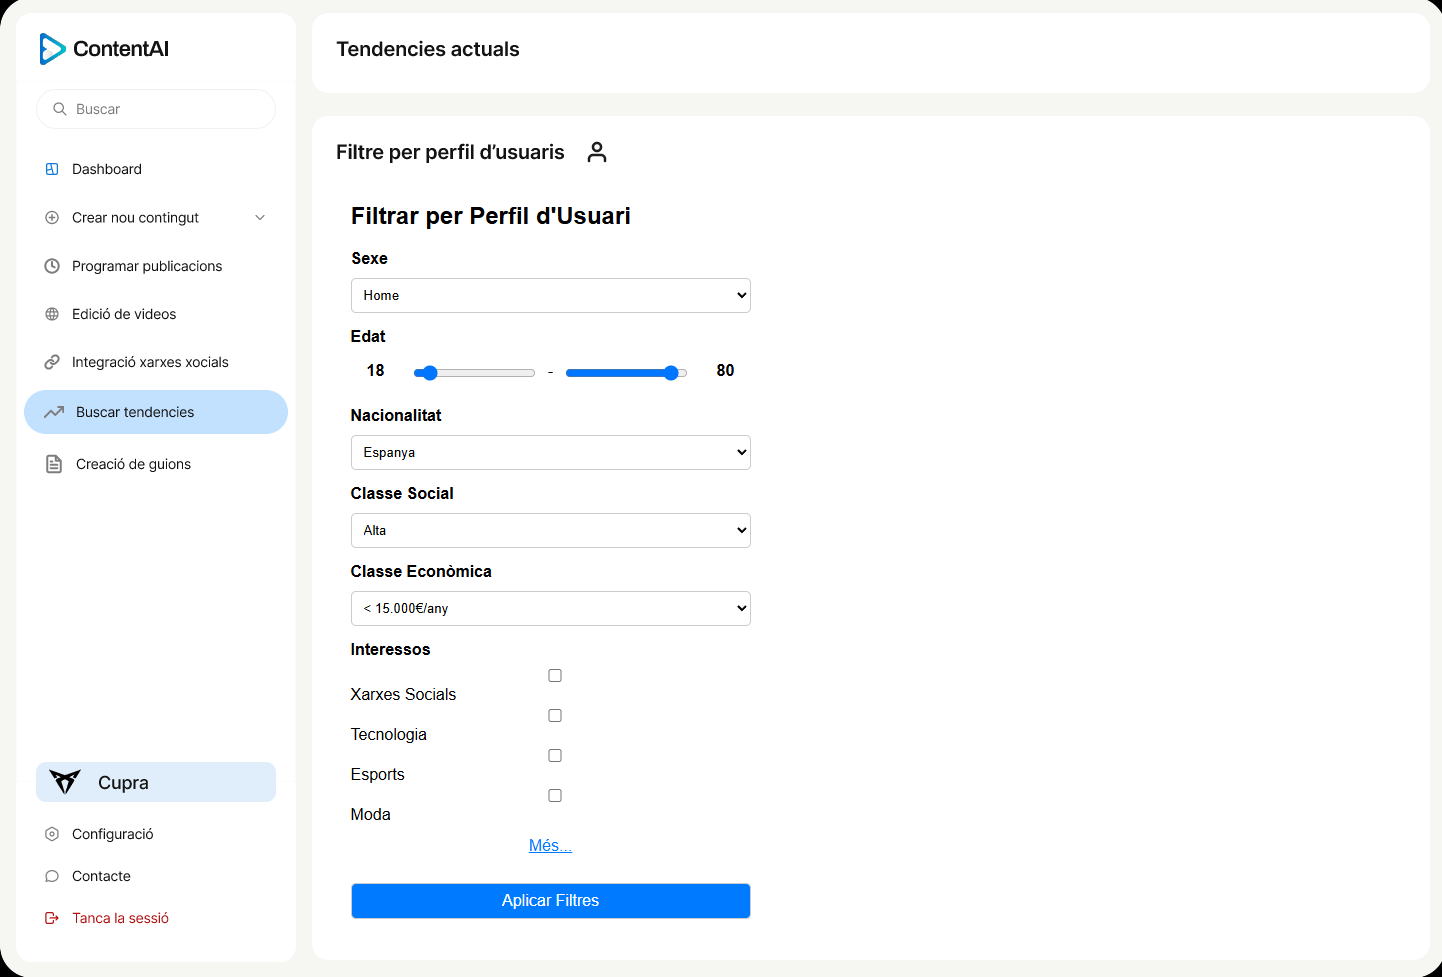 ContentAI
Buscar
Dashboard
Crear nou contingut
Programar publicacions
Edició de videos
Integració xarxes xocials
Buscar tendencies
Creació de guions
Cupra
Configuració
Contacte
Tanca la sessió
Tendencies actuals
Filtre per perfil d’usuaris
Filtrar per Perfil d'Usuari
Sexe
Home
Edat
18 - 80
Nacionalitat
Espanya
Classe Social
Alta
Classe Econòmica
< 15.000€/any
Interessos
Xarxes Socials
Tecnologia
Esports
Moda
Més...
Aplicar Filtres